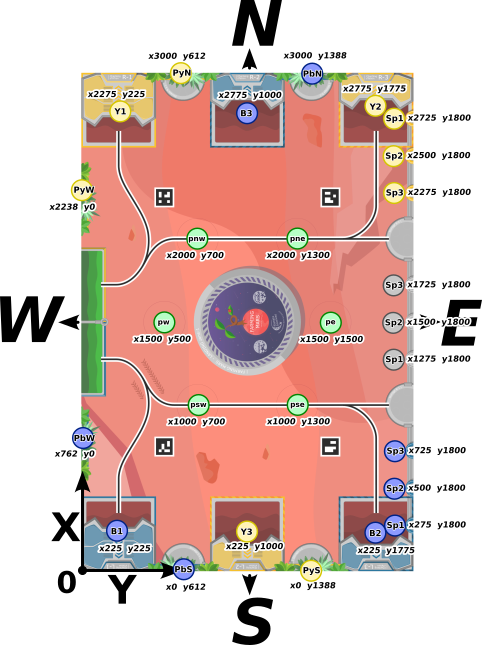 N
x3000 y612
x3000 y1388
PyN
PbN
x2275 y225
x2775 y1000
x2775 y1775
Y1
B3
Y2
Sp1 x2725 y1800
Sp2 x2500 y1800
PyW
Sp3 x2275 y1800
x2238 y0
pnw
pne
x2000 y700
x2000 y1300
Sp3 x1725 y1800
W
pw
pe
Sp2 x1500 y1800
E
x1500 y500
x1500 y1500
Sp1 x1275 y1800
psw
pse
x1000 y700
x1000 y1300
PbW
Sp3 x725 y1800
x762 y0
Sp2 x500 y1800
X
B1
Y3
B2
Sp1 x275 y1800
x225 y225
x225 y1000
x225 y1775
0
Y
PbS
PyS
x0 y612
x0 y1388
S